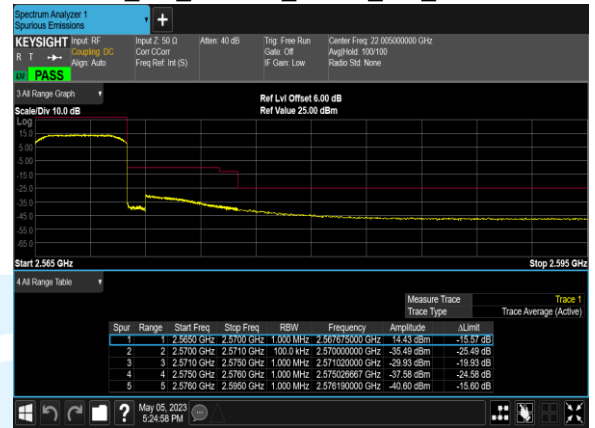 Spectrum Analyzer 1
Spurious Emissions
+
KEYSIGHT Input: RF Input Z: 50 Ω Atten: 40 dB Trig: Free Run Center Freq: 22.005000000 GHz
R T Coupling: DC Corr CCorr Gate: Off Avg|Hold: 100/100
Align: Auto Freq Ref: Int (S) IF Gain: Low Radio Std: None
PASS
3 All Range Graph
Ref Lvl Offset 6.00 dB
Scale/Div 10.0 dB Ref Value 25.00 dBm
Log
15.0
5.00
-5.00
-15.0
-25.0
-35.0
-45.0
-55.0
-65.0
Start 2.565 GHz Stop 2.595 GHz
4 All Range Table
Measure Trace Trace 1
Trace Type Trace Average (Active)
Spur Range Start Freq Stop Freq RBW Frequency Amplitude ΔLimit
1 1 2.5650 GHz 2.5700 GHz 1.000 MHz 2.567675000 GHz 14.43 dBm -15.57 dB
2 2 2.5700 GHz 2.5710 GHz 100.0 kHz 2.570000000 GHz -35.49 dBm -25.49 dB
3 3 2.5710 GHz 2.5750 GHz 1.000 MHz 2.571020000 GHz -29.93 dBm -19.93 dB
4 4 2.5750 GHz 2.5760 GHz 1.000 MHz 2.575026667 GHz -37.58 dBm -24.58 dB
5 5 2.5760 GHz 2.5950 GHz 1.000 MHz 2.576190000 GHz -40.60 dBm -15.60 dB
? May 05, 2023
5:24:58 PM